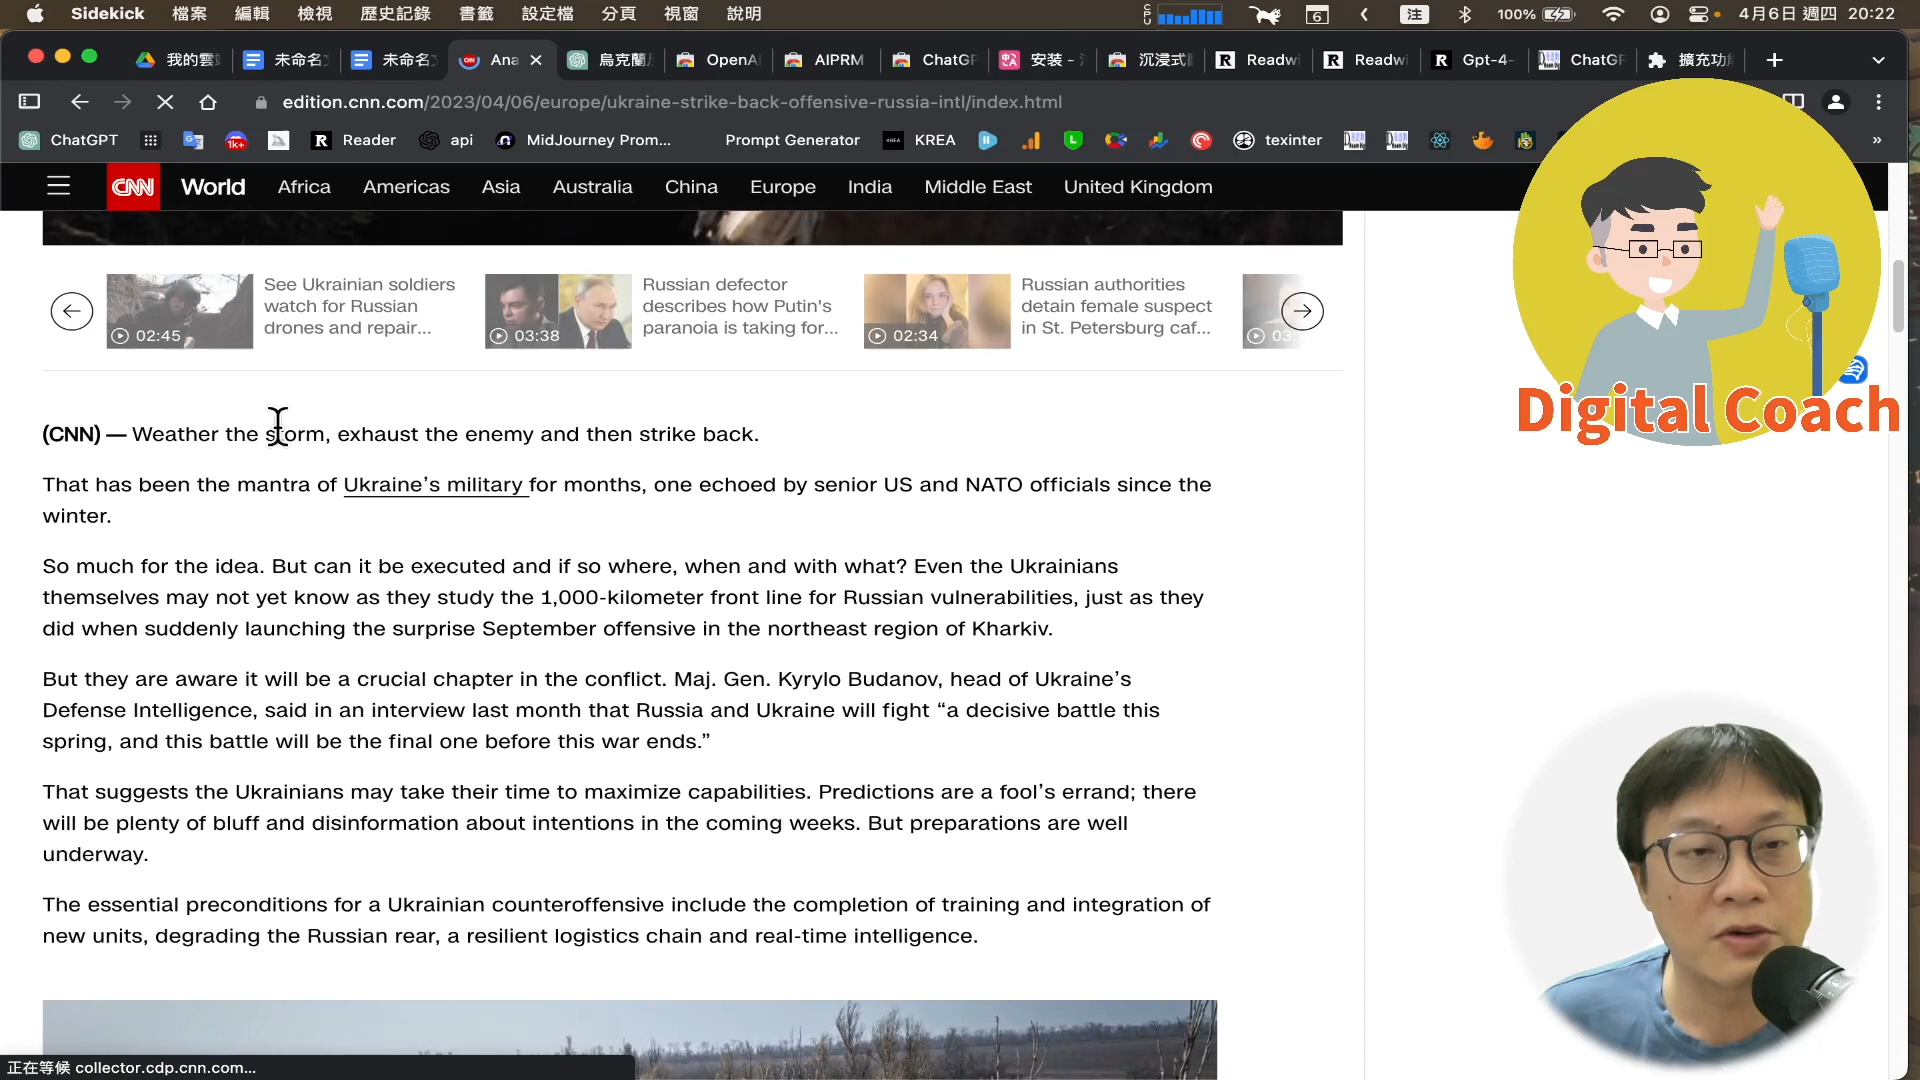 Sidekick 檔案 編輯 檢視 歷史記錄 書籤 設定檔 分頁 視窗 說明 CPU 6 注 100% 4月6日 週四 20:22
我的雲 未命名 未命名 Ana 烏克蘭 OpenA AIPRM ChatGP 安裝 - 沉浸式 Readwi Readwi Gpt-4- ChatGP 擴充功
edition.cnn.com/2023/04/06/europe/ukraine-strike-back-offensive-russia-intl/index.html
ChatGPT 1k+ Reader api MidJourney Prom... Prompt Generator KREA texinter »
CNN World Africa Americas Asia Australia China Europe India Middle East United Kingdom
See Ukrainian soldiers
watch for Russian
drones and repair...
02:45
Russian defector
describes how Putin's
paranoia is taking for...
03:38
Russian authorities
detain female suspect
in St. Petersburg caf...
02:34
Digital Coach
(CNN) — Weather the storm, exhaust the enemy and then strike back.
That has been the mantra of Ukraine’s military for months, one echoed by senior US and NATO officials since the
winter.
So much for the idea. But can it be executed and if so where, when and with what? Even the Ukrainians
themselves may not yet know as they study the 1,000-kilometer front line for Russian vulnerabilities, just as they
did when suddenly launching the surprise September offensive in the northeast region of Kharkiv.
But they are aware it will be a crucial chapter in the conflict. Maj. Gen. Kyrylo Budanov, head of Ukraine’s
Defense Intelligence, said in an interview last month that Russia and Ukraine will fight “a decisive battle this
spring, and this battle will be the final one before this war ends.”
That suggests the Ukrainians may take their time to maximize capabilities. Predictions are a fool’s errand; there
will be plenty of bluff and disinformation about intentions in the coming weeks. But preparations are well
underway.
The essential preconditions for a Ukrainian counteroffensive include the completion of training and integration of
new units, degrading the Russian rear, a resilient logistics chain and real-time intelligence.
正在等候 collector.cdp.cnn.com...